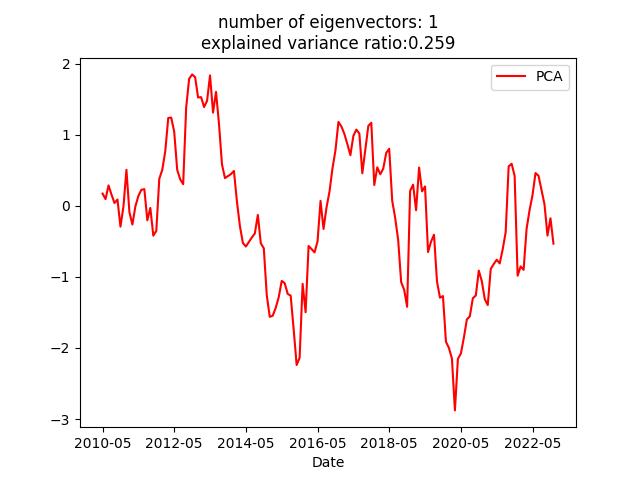 number of eigenvectors: 1
explained variance ratio:0.259
PCA
2
1
0
−1
−2
−3
2010-05 2012-05 2014-05 2016-05 2018-05 2020-05 2022-05
Date